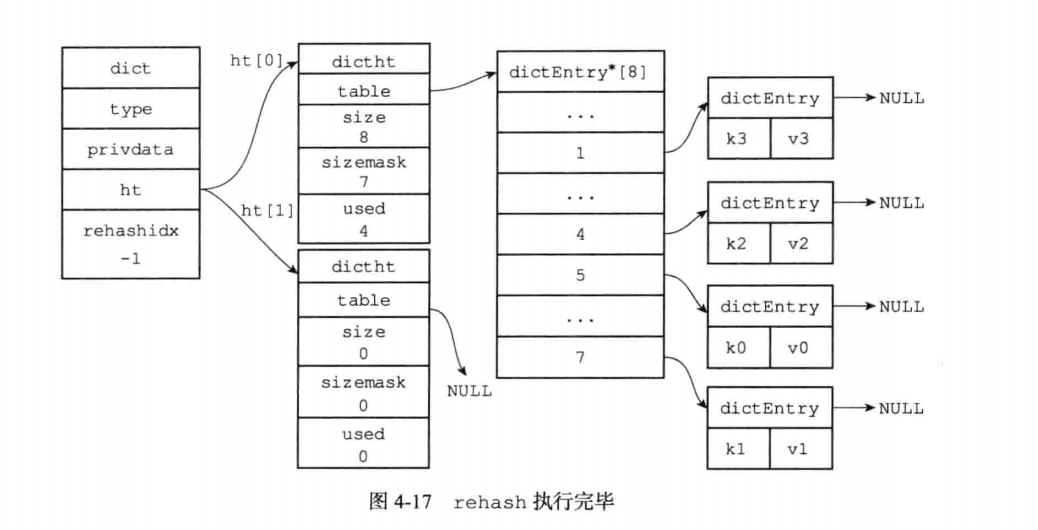 dict
type
privdata
ht
rehashidx
-1
ht[0]
ht[1]
dictht
table
size
8
sizemask
7
used
4
dictht
table
size
0
sizemask
0
used
0
NULL
dictEntry*[8]
...
1
...
4
5
...
7
dictEntry
NULL
k3 v3
dictEntry
NULL
k2 v2
dictEntry
NULL
k0 v0
dictEntry
NULL
k1 v1
图 4-17 rehash 执行完毕